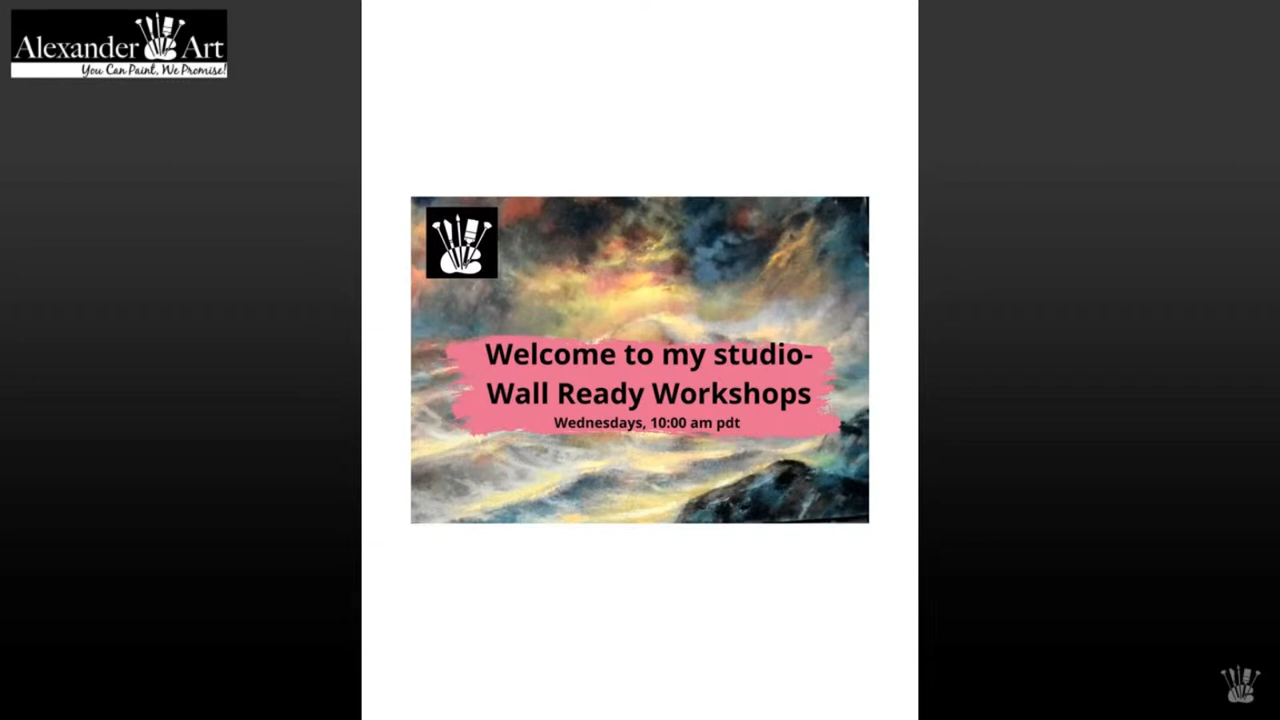 Alexander Art
You Can Paint, We Promise!
Welcome to my studio-
Wall Ready Workshops
Wednesdays, 10:00 am pdt